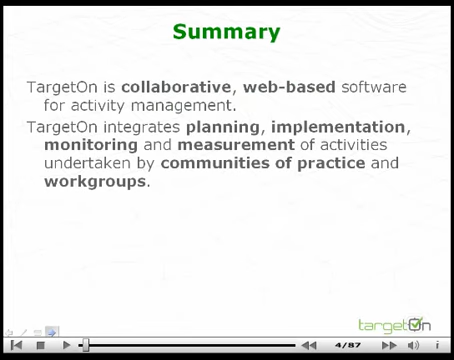 Summary
TargetOn is collaborative, web-based software
for activity management.
TargetOn integrates planning, implementation,
monitoring and measurement of activities
undertaken by communities of practice and
workgroups.
targetOn
4/87
i